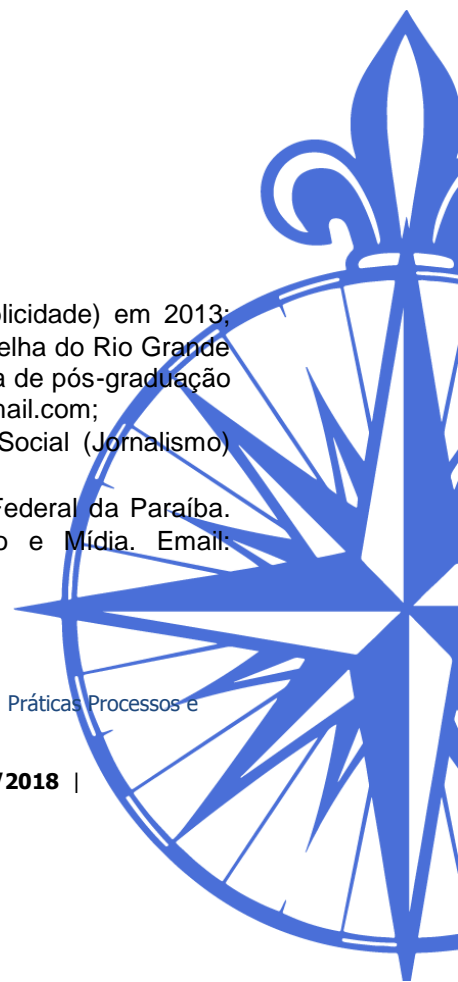 licidade) em 2013;
elha do Rio Grande
a de pós-graduação
ail.com;
Social (Jornalismo)
Federal da Paraíba.
o e Mídia. Email:
Práticas Processos e
/2018 |